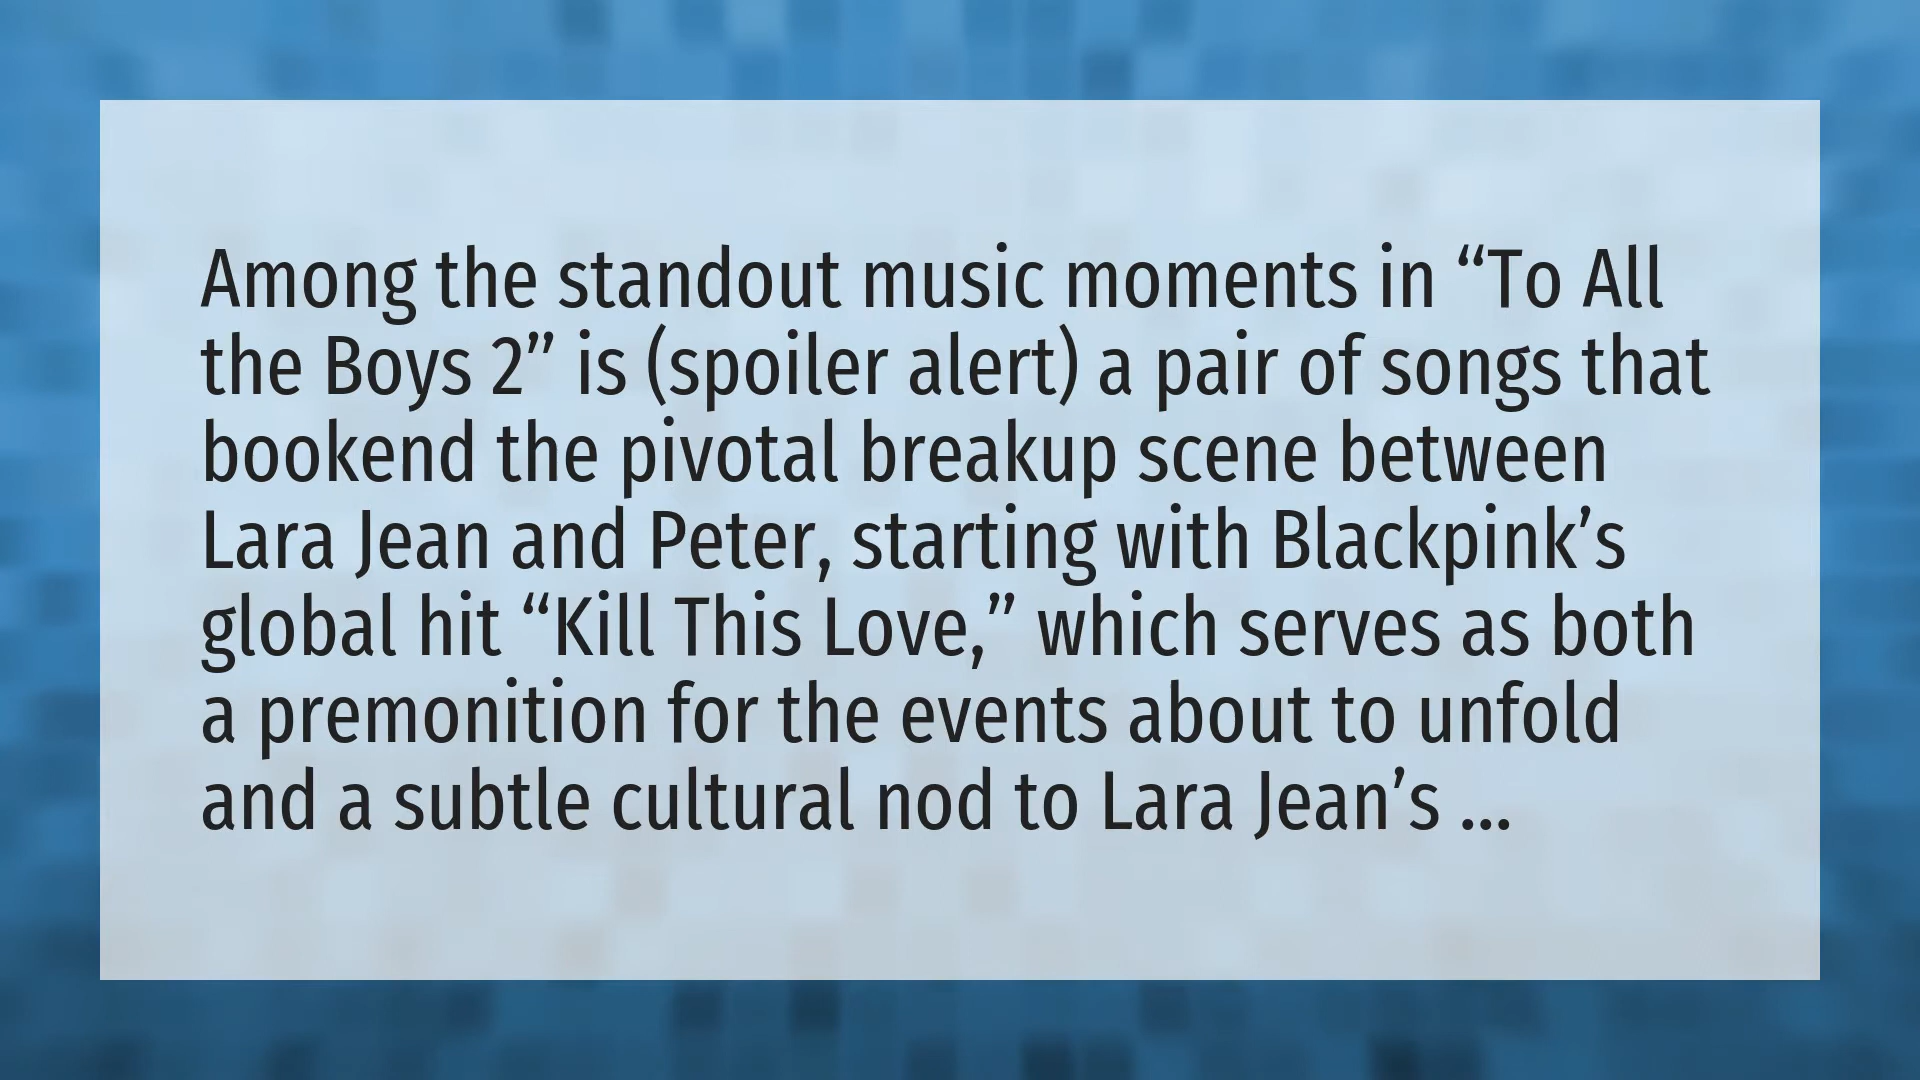 Among the standout music moments in “To All
the Boys 2” is (spoiler alert) a pair of songs that
bookend the pivotal breakup scene between
Lara Jean and Peter, starting with Blackpink’s
global hit “Kill This Love,” which serves as both
a premonition for the events about to unfold
and a subtle cultural nod to Lara Jean’s ...